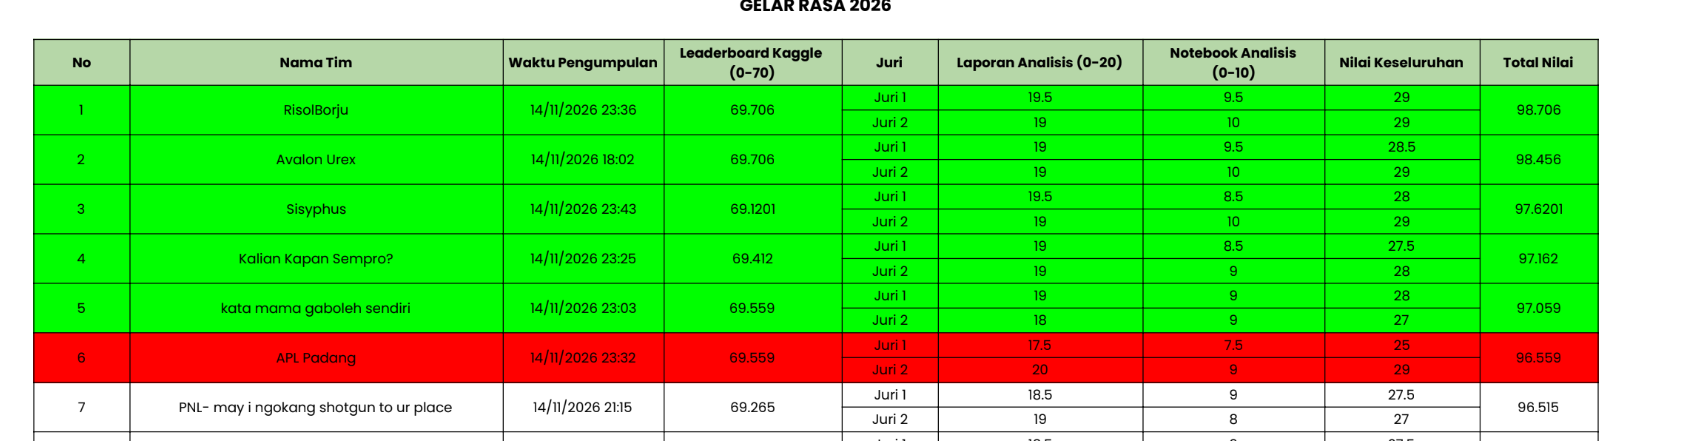 GELAR RASA 2026
No Nama Tim Waktu Pengumpulan Leaderboard Kaggle (0-70) Juri Laporan Analisis (0-20) Notebook Analisis (0-10) Nilai Keseluruhan Total Nilai
1 RisolBorju 14/11/2026 23:36 69.706 Juri 1 19.5 9.5 29 98.706
Juri 2 19 10 29
2 Avalon Urex 14/11/2026 18:02 69.706 Juri 1 19 9.5 28.5 98.456
Juri 2 19 10 29
3 Sisyphus 14/11/2026 23:43 69.1201 Juri 1 19.5 8.5 28 97.6201
Juri 2 19 10 29
4 Kalian Kapan Sempro? 14/11/2026 23:25 69.412 Juri 1 19 8.5 27.5 97.162
Juri 2 19 9 28
5 kata mama gaboleh sendiri 14/11/2026 23:03 69.559 Juri 1 19 9 28 97.059
Juri 2 18 9 27
6 APL Padang 14/11/2026 23:32 69.559 Juri 1 17.5 7.5 25 96.559
Juri 2 20 9 29
7 PNL- may i ngokang shotgun to ur place 14/11/2026 21:15 69.265 Juri 1 18.5 9 27.5 96.515
Juri 2 19 8 27